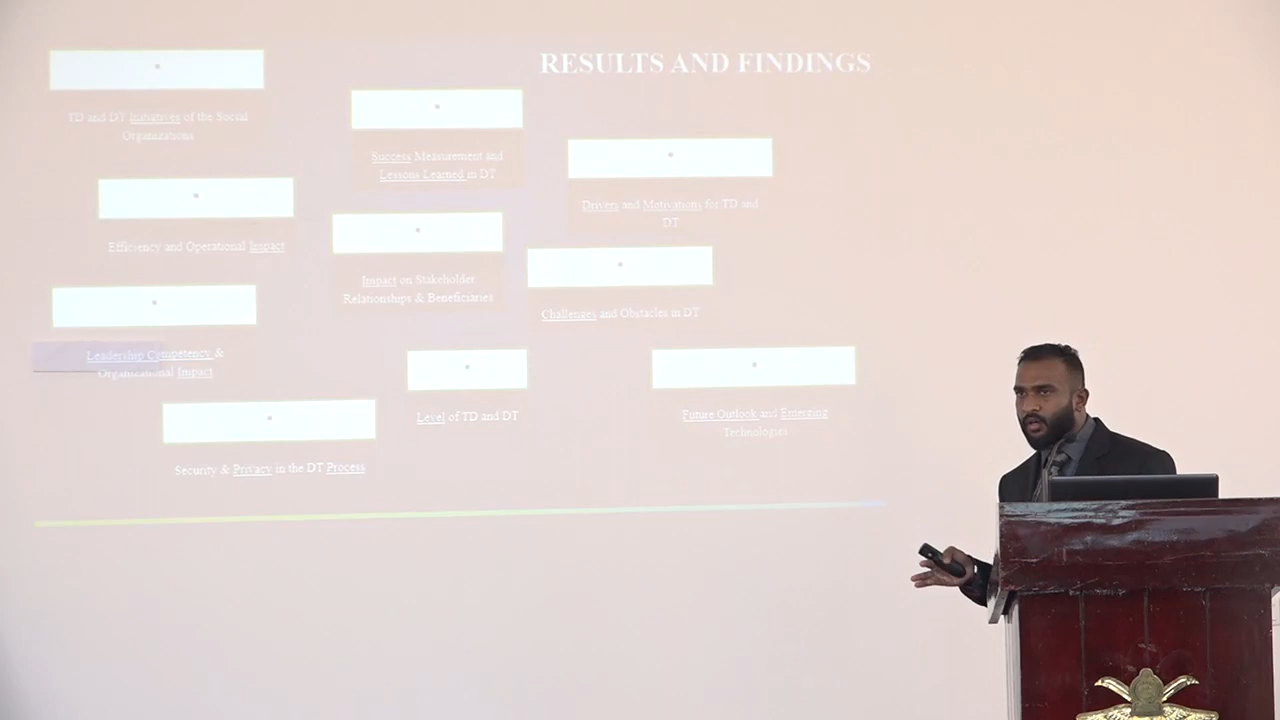 RESULTS AND FINDINGS
TD and DT Initiatives of the Social
Organizations
Success Measurement and
Lessons Learned in DT
Drivers and Motivations for TD and
DT
Efficiency and Operational Impact
Impact on Stakeholder
Relationships & Beneficiaries
Challenges and Obstacles in DT
Leadership Competency &
Organizational Impact
Level of TD and DT
Future Outlook and Emerging
Technologies
Security & Privacy in the DT Process